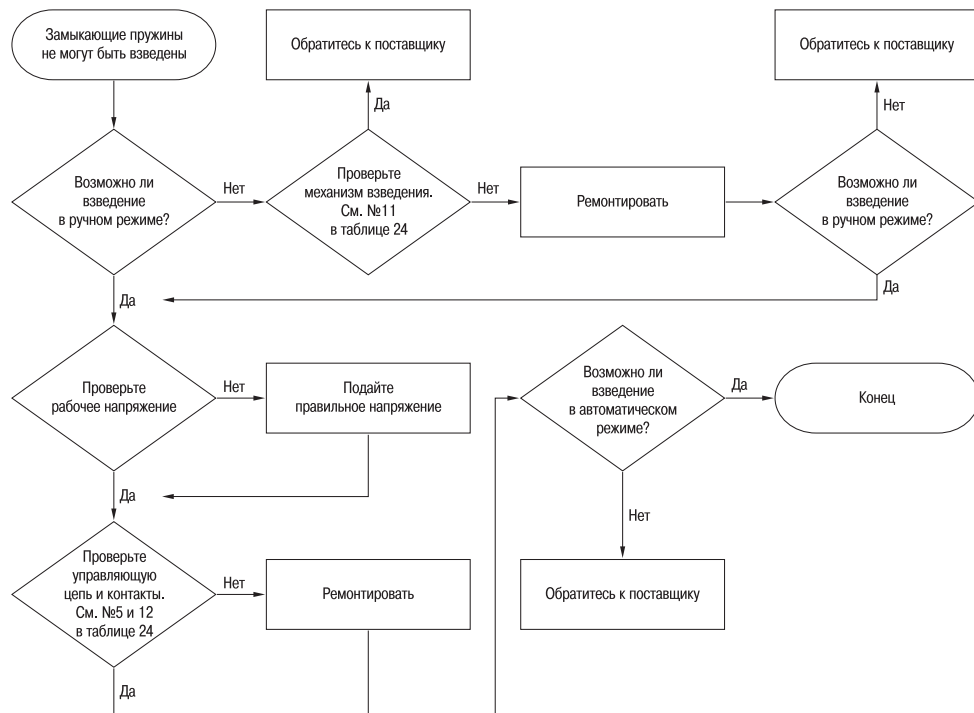 Замыкающие пружины
не могут быть взведены
Обратитесь к поставщику
Обратитесь к поставщику
Да
Нет
Возможно ли
взведение
в ручном режиме?
Нет
Проверьте
механизм взведения.
См. №11
в таблице 24
Нет
Ремонтировать
Возможно ли
взведение
в ручном режиме?
Да
Да
Проверьте
рабочее напряжение
Нет
Подайте
правильное напряжение
Возможно ли
взведение
в автоматическом
режиме?
Да
Конец
Да
Нет
Проверьте
управляющую
цепь и контакты.
См. №5 и 12
в таблице 24
Нет
Ремонтировать
Обратитесь к поставщику
Да